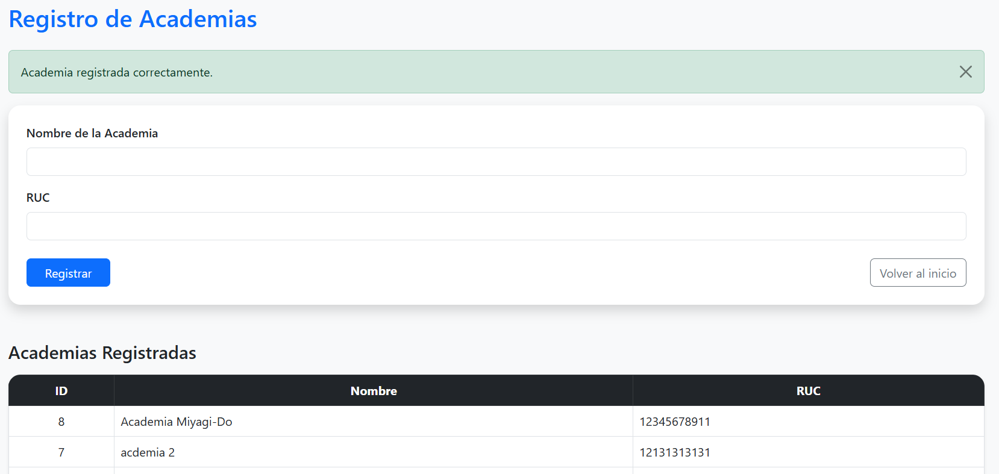 Registro de Academias
Academia registrada correctamente.
Nombre de la Academia
RUC
Registrar
Volver al inicio
Academias Registradas
ID Nombre RUC
8 Academia Miyagi-Do 12345678911
7 acdemia 2 12131313131